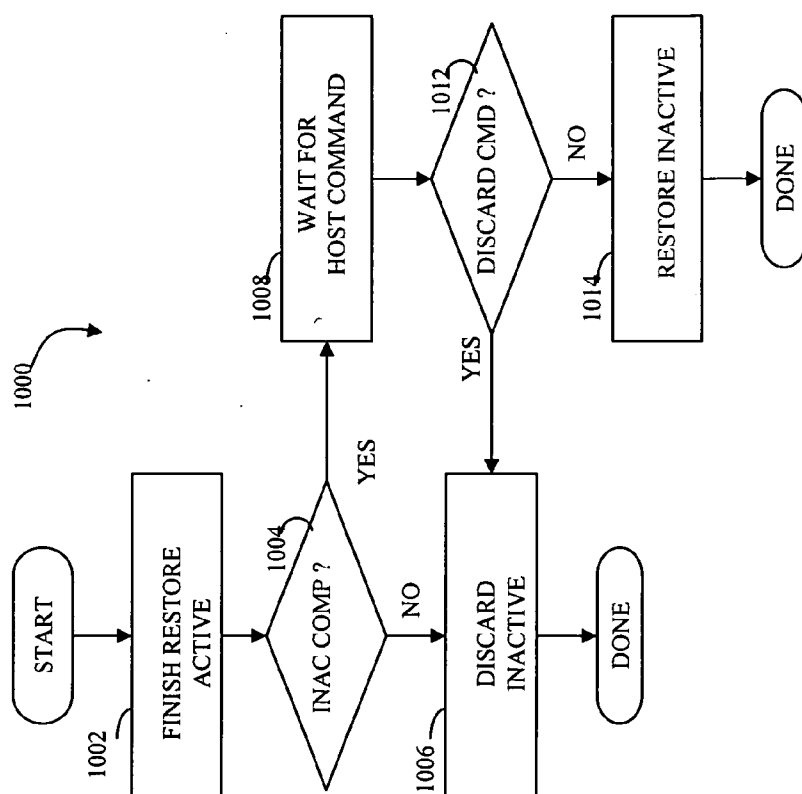 1000
START
1002
FINISH RESTORE
ACTIVE
1004
INAC COMP ?
YES
NO
1006
DISCARD
INACTIVE
DONE
1008
WAIT FOR
HOST COMMAND
1012
DISCARD CMD ?
YES
NO
1014
RESTORE INACTIVE
DONE